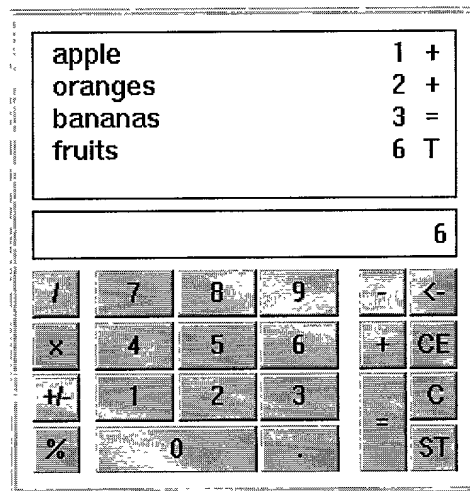 apple 1 +
oranges 2 +
bananas 3 =
fruits 6 T
6
/ 7 8 9 - <-
x 4 5 6 + CE
+/- 1 2 3 = C
% 0 . ST